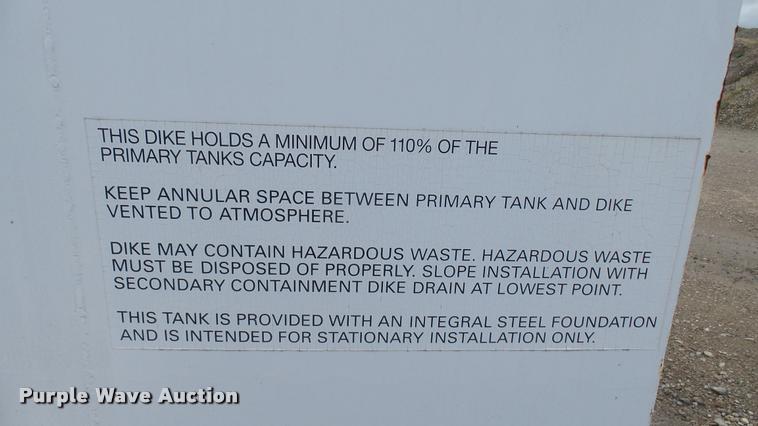 THIS DIKE HOLDS A MINIMUM OF 110% OF THE
PRIMARY TANKS CAPACITY.
KEEP ANNULAR SPACE BETWEEN PRIMARY TANK AND DIKE
VENTED TO ATMOSPHERE.
DIKE MAY CONTAIN HAZARDOUS WASTE. HAZARDOUS WASTE
MUST BE DISPOSED OF PROPERLY. SLOPE INSTALLATION WITH
SECONDARY CONTAINMENT DIKE DRAIN AT LOWEST POINT.
THIS TANK IS PROVIDED WITH AN INTEGRAL STEEL FOUNDATION
AND IS INTENDED FOR STATIONARY INSTALLATION ONLY.
Purple Wave Auction